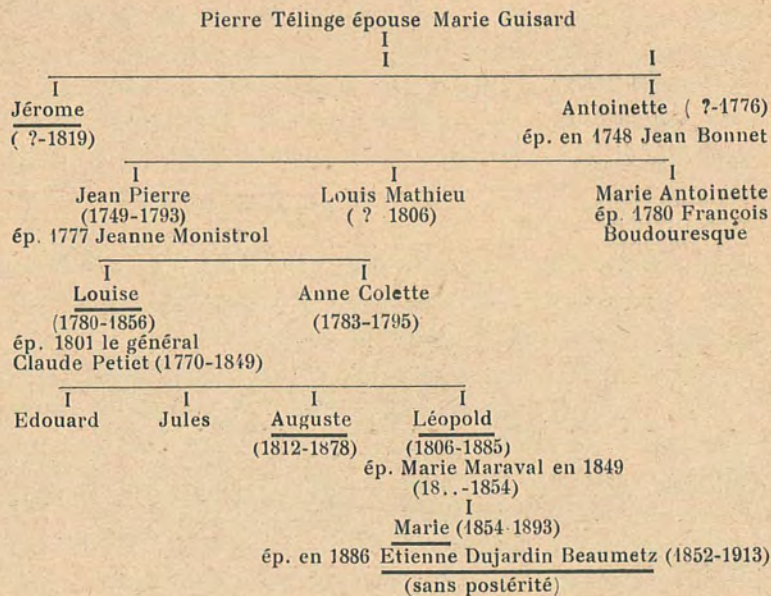 Pierre Télinge épouse Marie Guisard
Jérome
( ?-1819)
Antoinette ( ?-1776)
ép. en 1748 Jean Bonnet
Jean Pierre
(1749-1793)
ép. 1777 Jeanne Monistrol
Louis Mathieu
( ? 1806)
Marie Antoinette
ép. 1780 François
Boudouresque
Louise
(1780-1856)
ép. 1801 le général
Claude Petiet (1770-1849)
Anne Colette
(1783-1795)
Edouard
Jules
Auguste
(1812-1878)
Léopold
(1806-1885)
ép. Marie Maraval en 1849
(18..-1854)
Marie (1854-1893)
ép. en 1886 Etienne Dujardin Beaumetz (1852-1913)
(sans postérité)